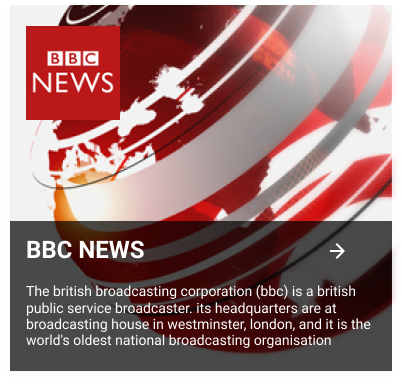 BBC
NEWS
BBC NEWS
The british broadcasting corporation (bbc) is a british
public service broadcaster. its headquarters are at
broadcasting house in westminster, london, and it is the
world's oldest national broadcasting organisation